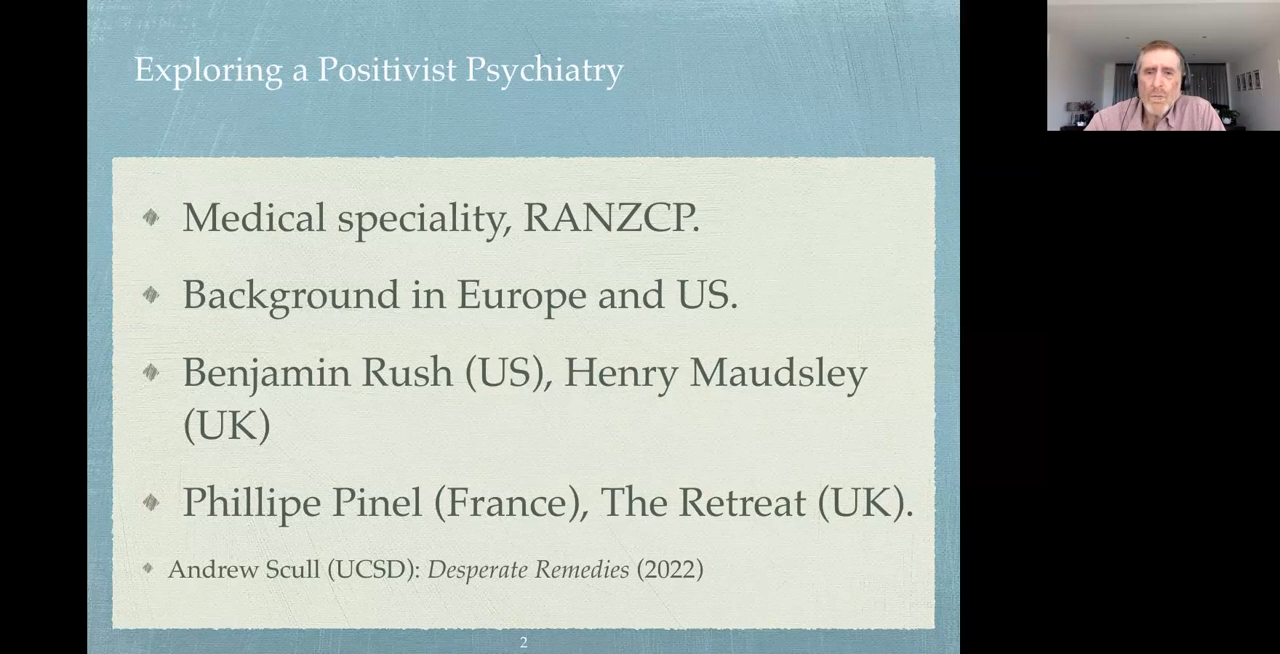 Exploring a Positivist Psychiatry
Medical speciality, RANZCP.
Background in Europe and US.
Benjamin Rush (US), Henry Maudsley
(UK)
Phillipe Pinel (France), The Retreat (UK).
Andrew Scull (UCSD): Desperate Remedies (2022)
2